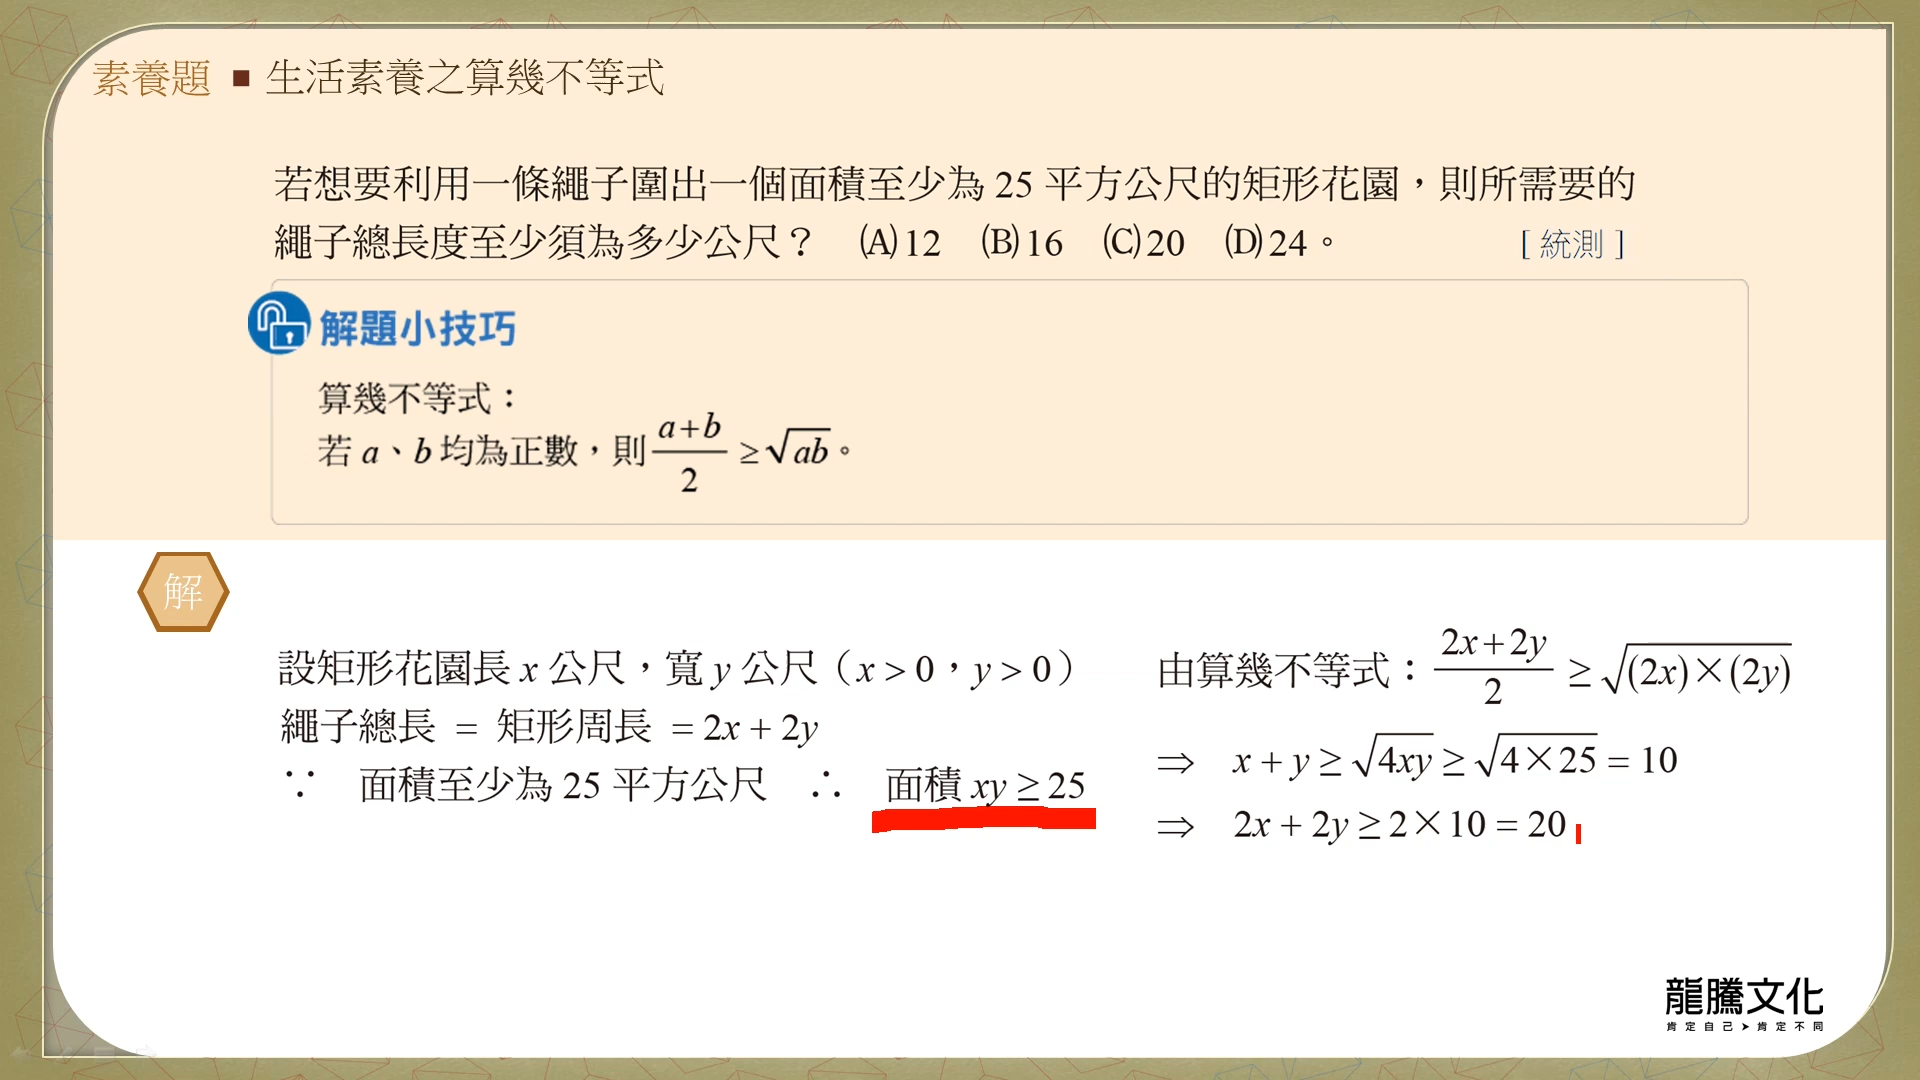 素養題 ■ 生活素養之算幾不等式
若想要利用一條繩子圍出一個面積至少為 25 平方公尺的矩形花園，則所需要的
繩子總長度至少須為多少公尺？ (A)12 (B)16 (C)20 (D)24。 [ 統測 ]
解題小技巧
算幾不等式：
若 a、b 均為正數，則 (a+b)/2 ≥ √(ab)。
解
設矩形花園長 x 公尺，寬 y 公尺（x > 0，y > 0）
繩子總長 = 矩形周長 = 2x + 2y
∵ 面積至少為 25 平方公尺 ∴ 面積 xy ≥ 25
由算幾不等式：(2x+2y)/2 ≥ √((2x)×(2y))
⇒ x + y ≥ √(4xy) ≥ √(4×25) = 10
⇒ 2x + 2y ≥ 2×10 = 20
龍騰文化
肯定自己➤肯定不同